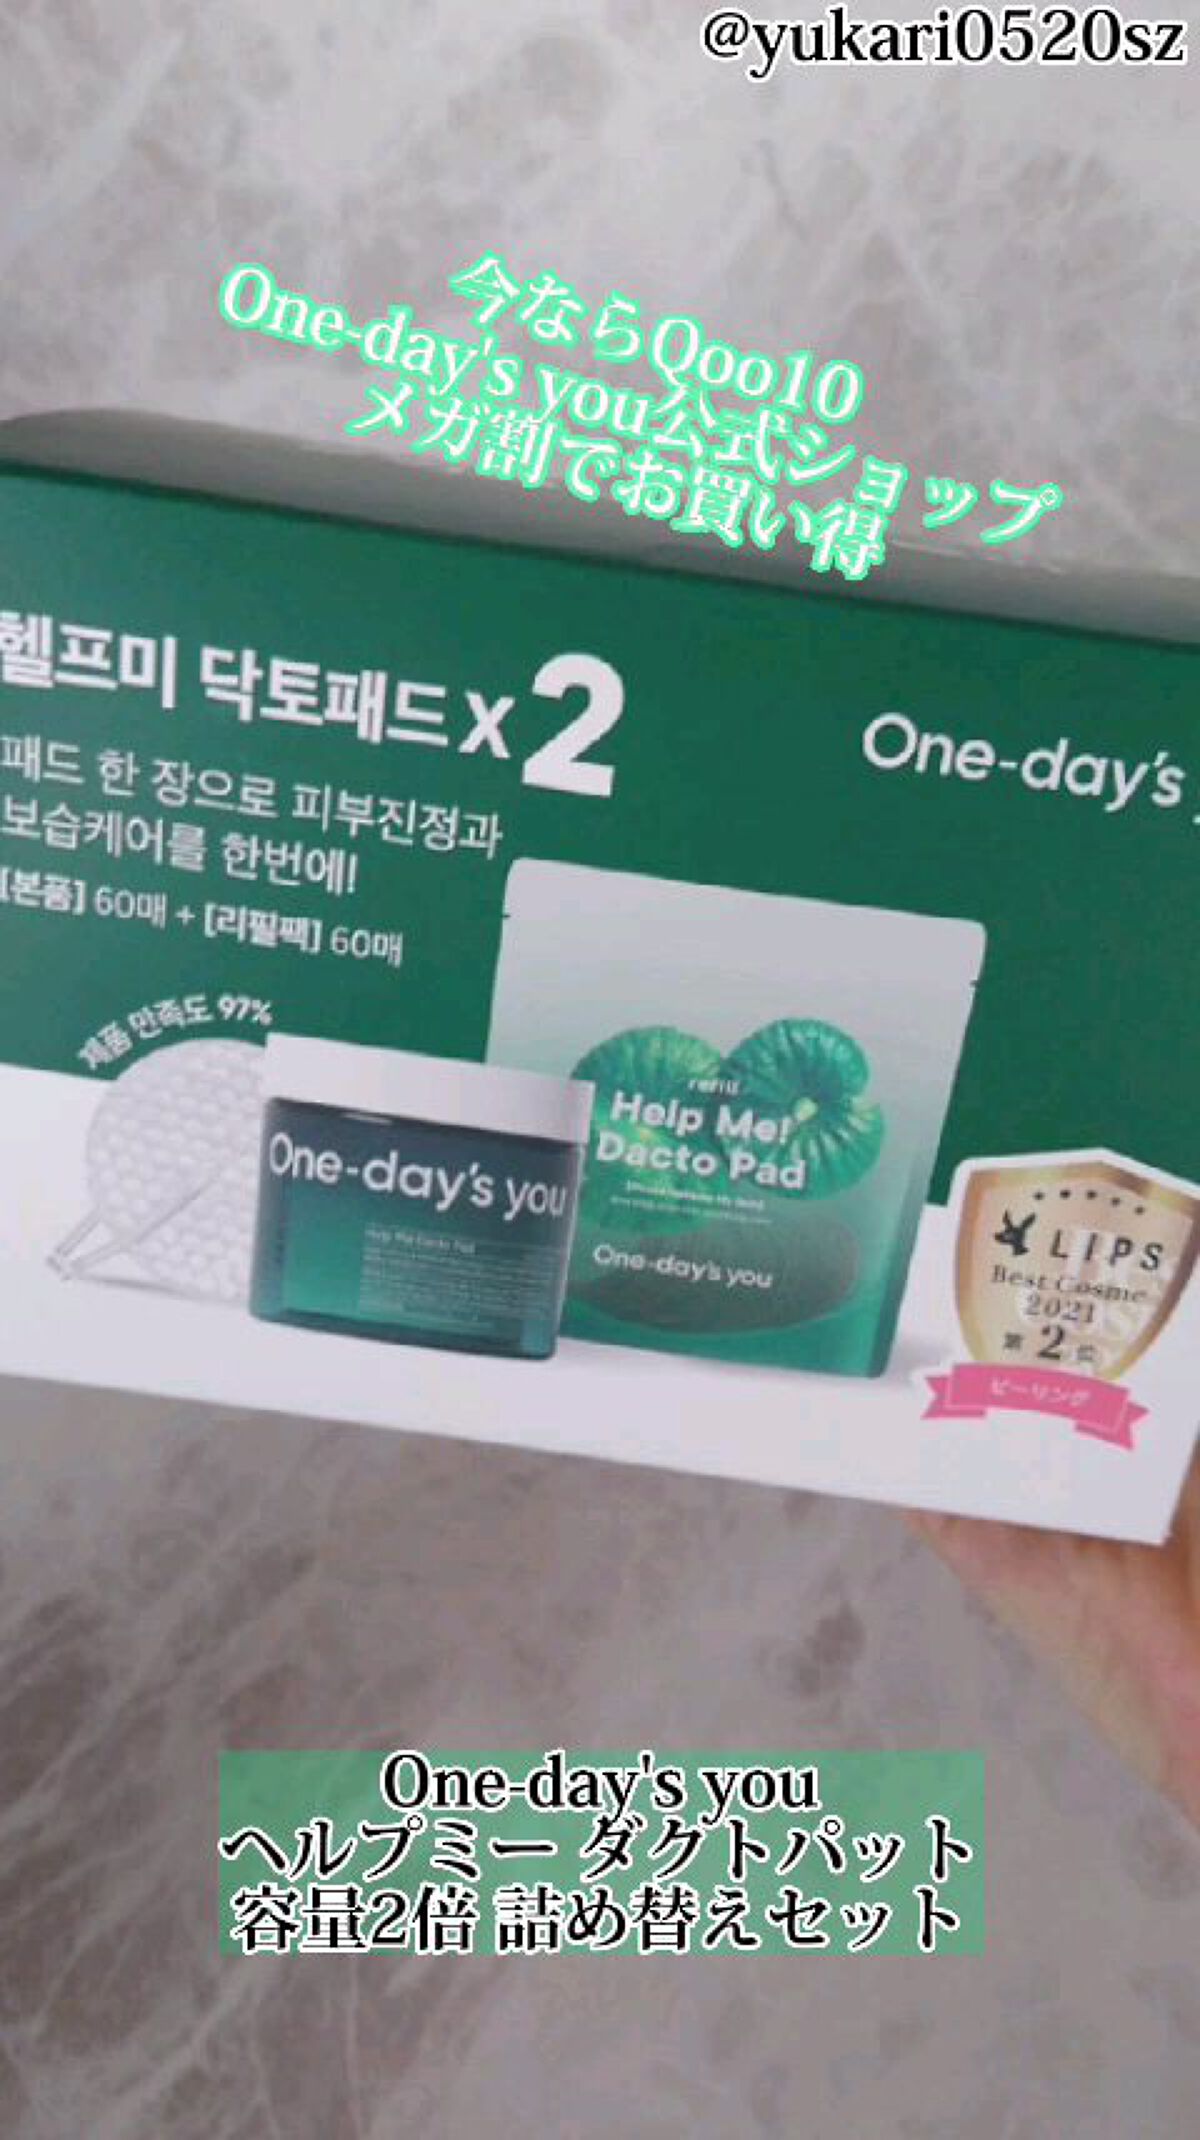 @yukari0520sz
今ならQoo10
One-day's you公式ショップ
メガ割でお買い得
헬프미 닥토패드x2
One-day's
패드 한 장으로 피부진정과
보습케어를 한번에!
[본품] 60매 + [리필팩] 60매
제품 만족도 97%
refill
Help Me!
Dacto Pad
One-day's you
One-day's you
Help Me Dacto Pad
LIPS
Best Cosme
2021
第2位
ピーリング
One-day's you
ヘルプミー ダクトパット
容量2倍 詰め替えセット